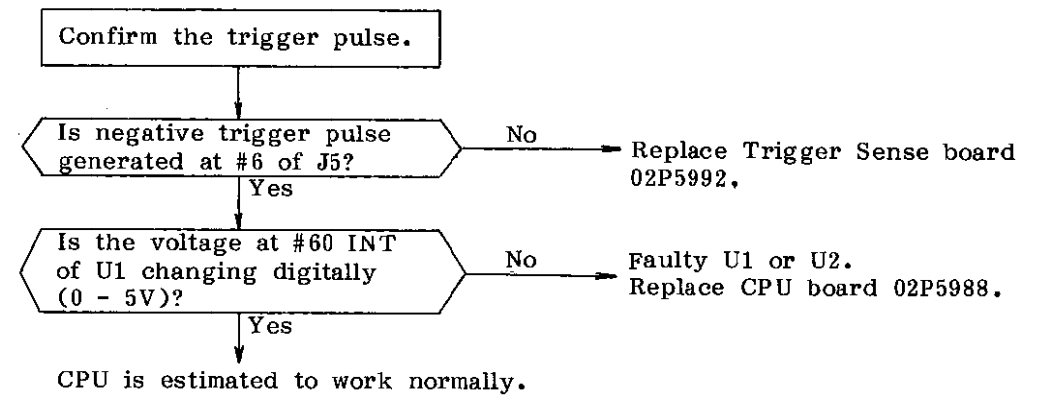 Confirm the trigger pulse.
Is negative trigger pulse
generated at #6 of J5?
No
Replace Trigger Sense board
02P5992.
Yes
Is the voltage at #60 INT
of U1 changing digitally
(0 - 5V)?
No
Faulty U1 or U2.
Replace CPU board 02P5988.
Yes
CPU is estimated to work normally.